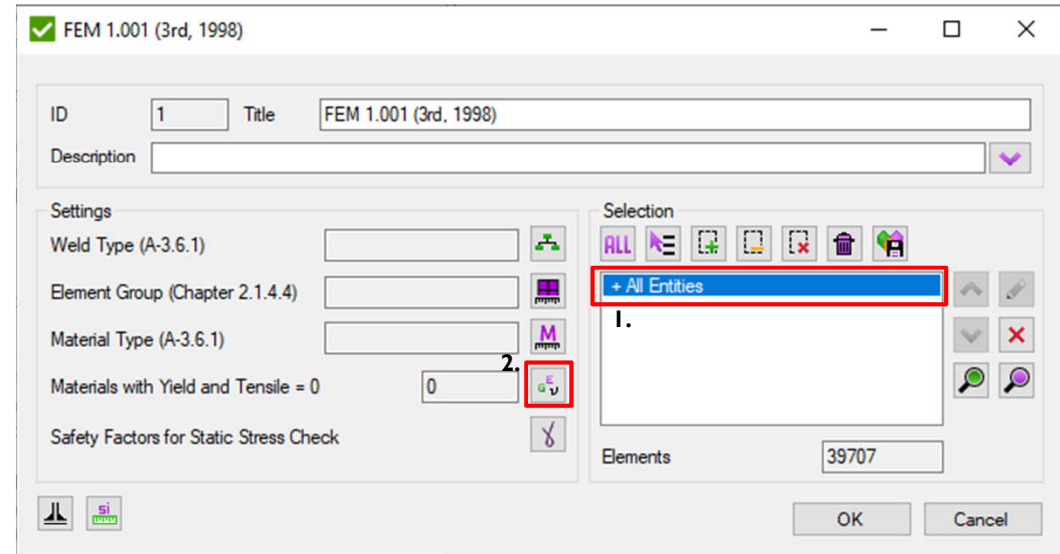 FEM 1.001 (3rd, 1998)
ID 1 Title FEM 1.001 (3rd, 1998)
Description
Settings
Weld Type (A-3.6.1)
Element Group (Chapter 2.1.4.4)
Material Type (A-3.6.1)
M
2.
Materials with Yield and Tensile = 0 0
G E ν
Safety Factors for Static Stress Check
γ
si
Selection
ALL
+ All Entities
1.
Elements 39707
OK Cancel